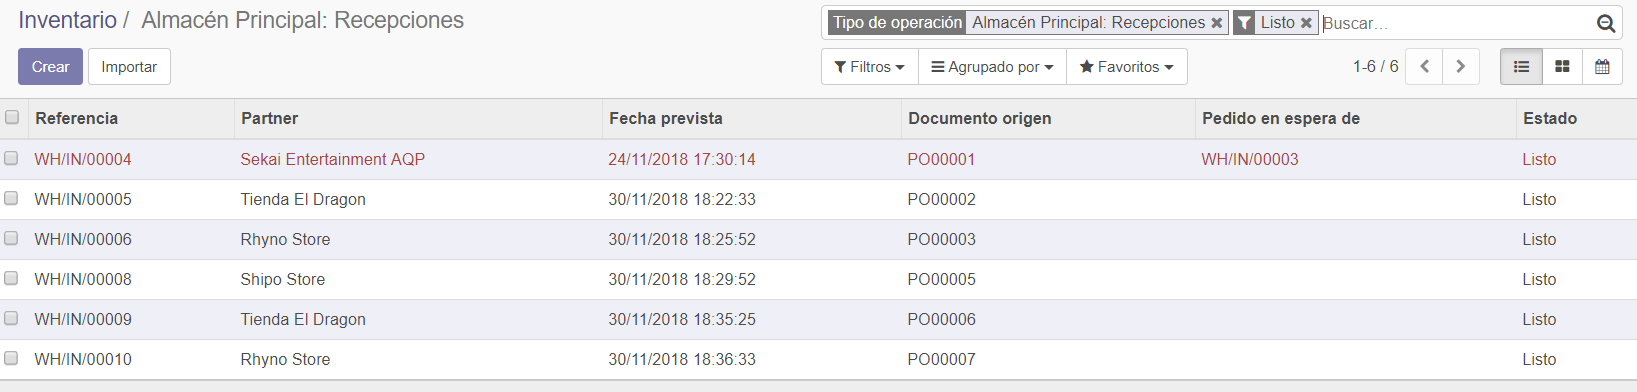 Inventario / Almacén Principal: Recepciones
Tipo de operación Almacén Principal: Recepciones ✖ Listo ✖ Buscar...
Crear Importar
Filtros Agrupado por Favoritos
1-6 / 6
Referencia Partner Fecha prevista Documento origen Pedido en espera de Estado
WH/IN/00004 Sekai Entertainment AQP 24/11/2018 17:30:14 PO00001 WH/IN/00003 Listo
WH/IN/00005 Tienda El Dragon 30/11/2018 18:22:33 PO00002 Listo
WH/IN/00006 Rhyno Store 30/11/2018 18:25:52 PO00003 Listo
WH/IN/00008 Shipo Store 30/11/2018 18:29:52 PO00005 Listo
WH/IN/00009 Tienda El Dragon 30/11/2018 18:35:25 PO00006 Listo
WH/IN/00010 Rhyno Store 30/11/2018 18:36:33 PO00007 Listo